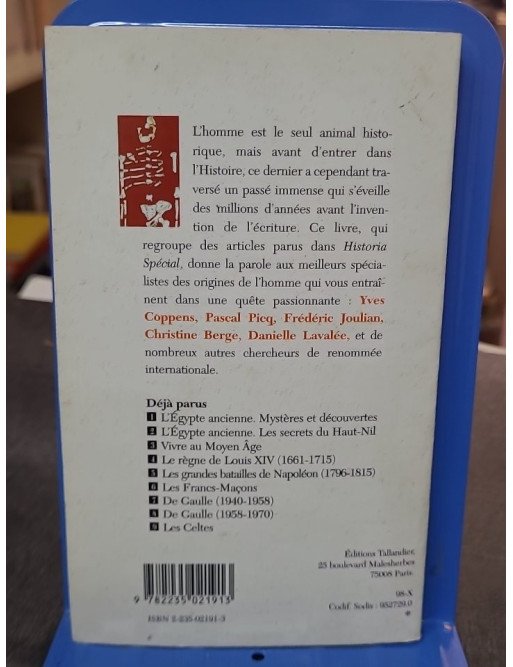 L'homme est le seul animal histo-
rique, mais avant d'entrer dans
l'Histoire, ce dernier a cependant tra-
versé un passé immense qui s'éveille
des millions d'années avant l'inven-
tion de l'écriture. Ce livre, qui
regroupe des articles parus dans Historia
Spécial, donne la parole aux meilleurs spécia-
listes des origines de l'homme qui vous entraî-
nent dans une quête passionnante : Yves
Coppens, Pascal Picq, Frédéric Joulian,
Christine Berge, Danielle Lavalée, et de
nombreux autres chercheurs de renommée
internationale.
Déjà parus
1 L'Égypte ancienne. Mystères et découvertes
2 L'Égypte ancienne. Les secrets du Haut-Nil
3 Vivre au Moyen Âge
4 Le règne de Louis XIV (1661-1715)
5 Les grandes batailles de Napoléon (1796-1815)
6 Les Francs-Maçons
7 De Gaulle (1940-1958)
8 De Gaulle (1958-1970)
9 Les Celtes
Éditions Tallandier,
25 boulevard Malesherbes
75008 Paris.
98-X
Codif. Sodis : 952729.0
9 782235 021913
ISBN 2-235-02191-3